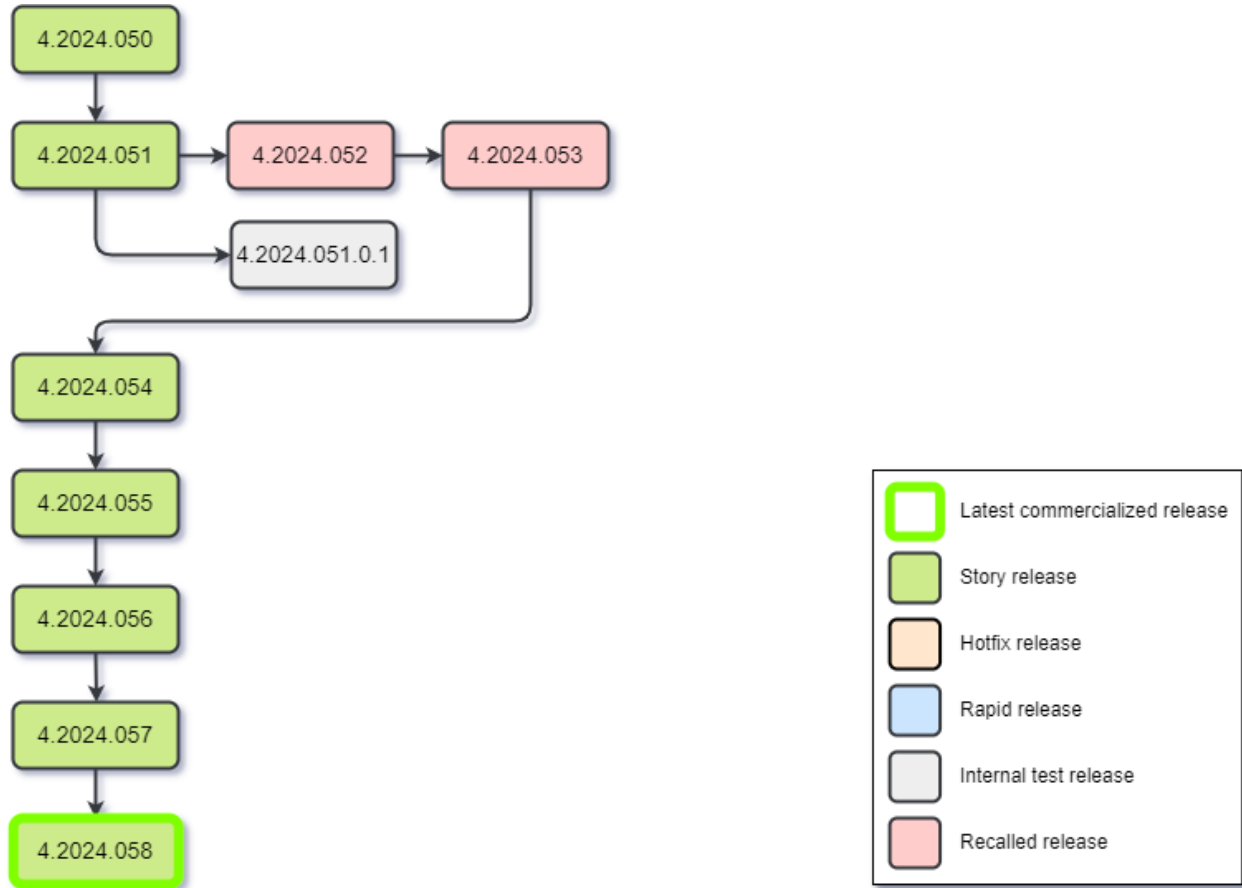 4.2024.050
4.2024.051
4.2024.052
4.2024.053
4.2024.051.0.1
4.2024.054
4.2024.055
4.2024.056
4.2024.057
4.2024.058
Latest commercialized release
Story release
Hotfix release
Rapid release
Internal test release
Recalled release